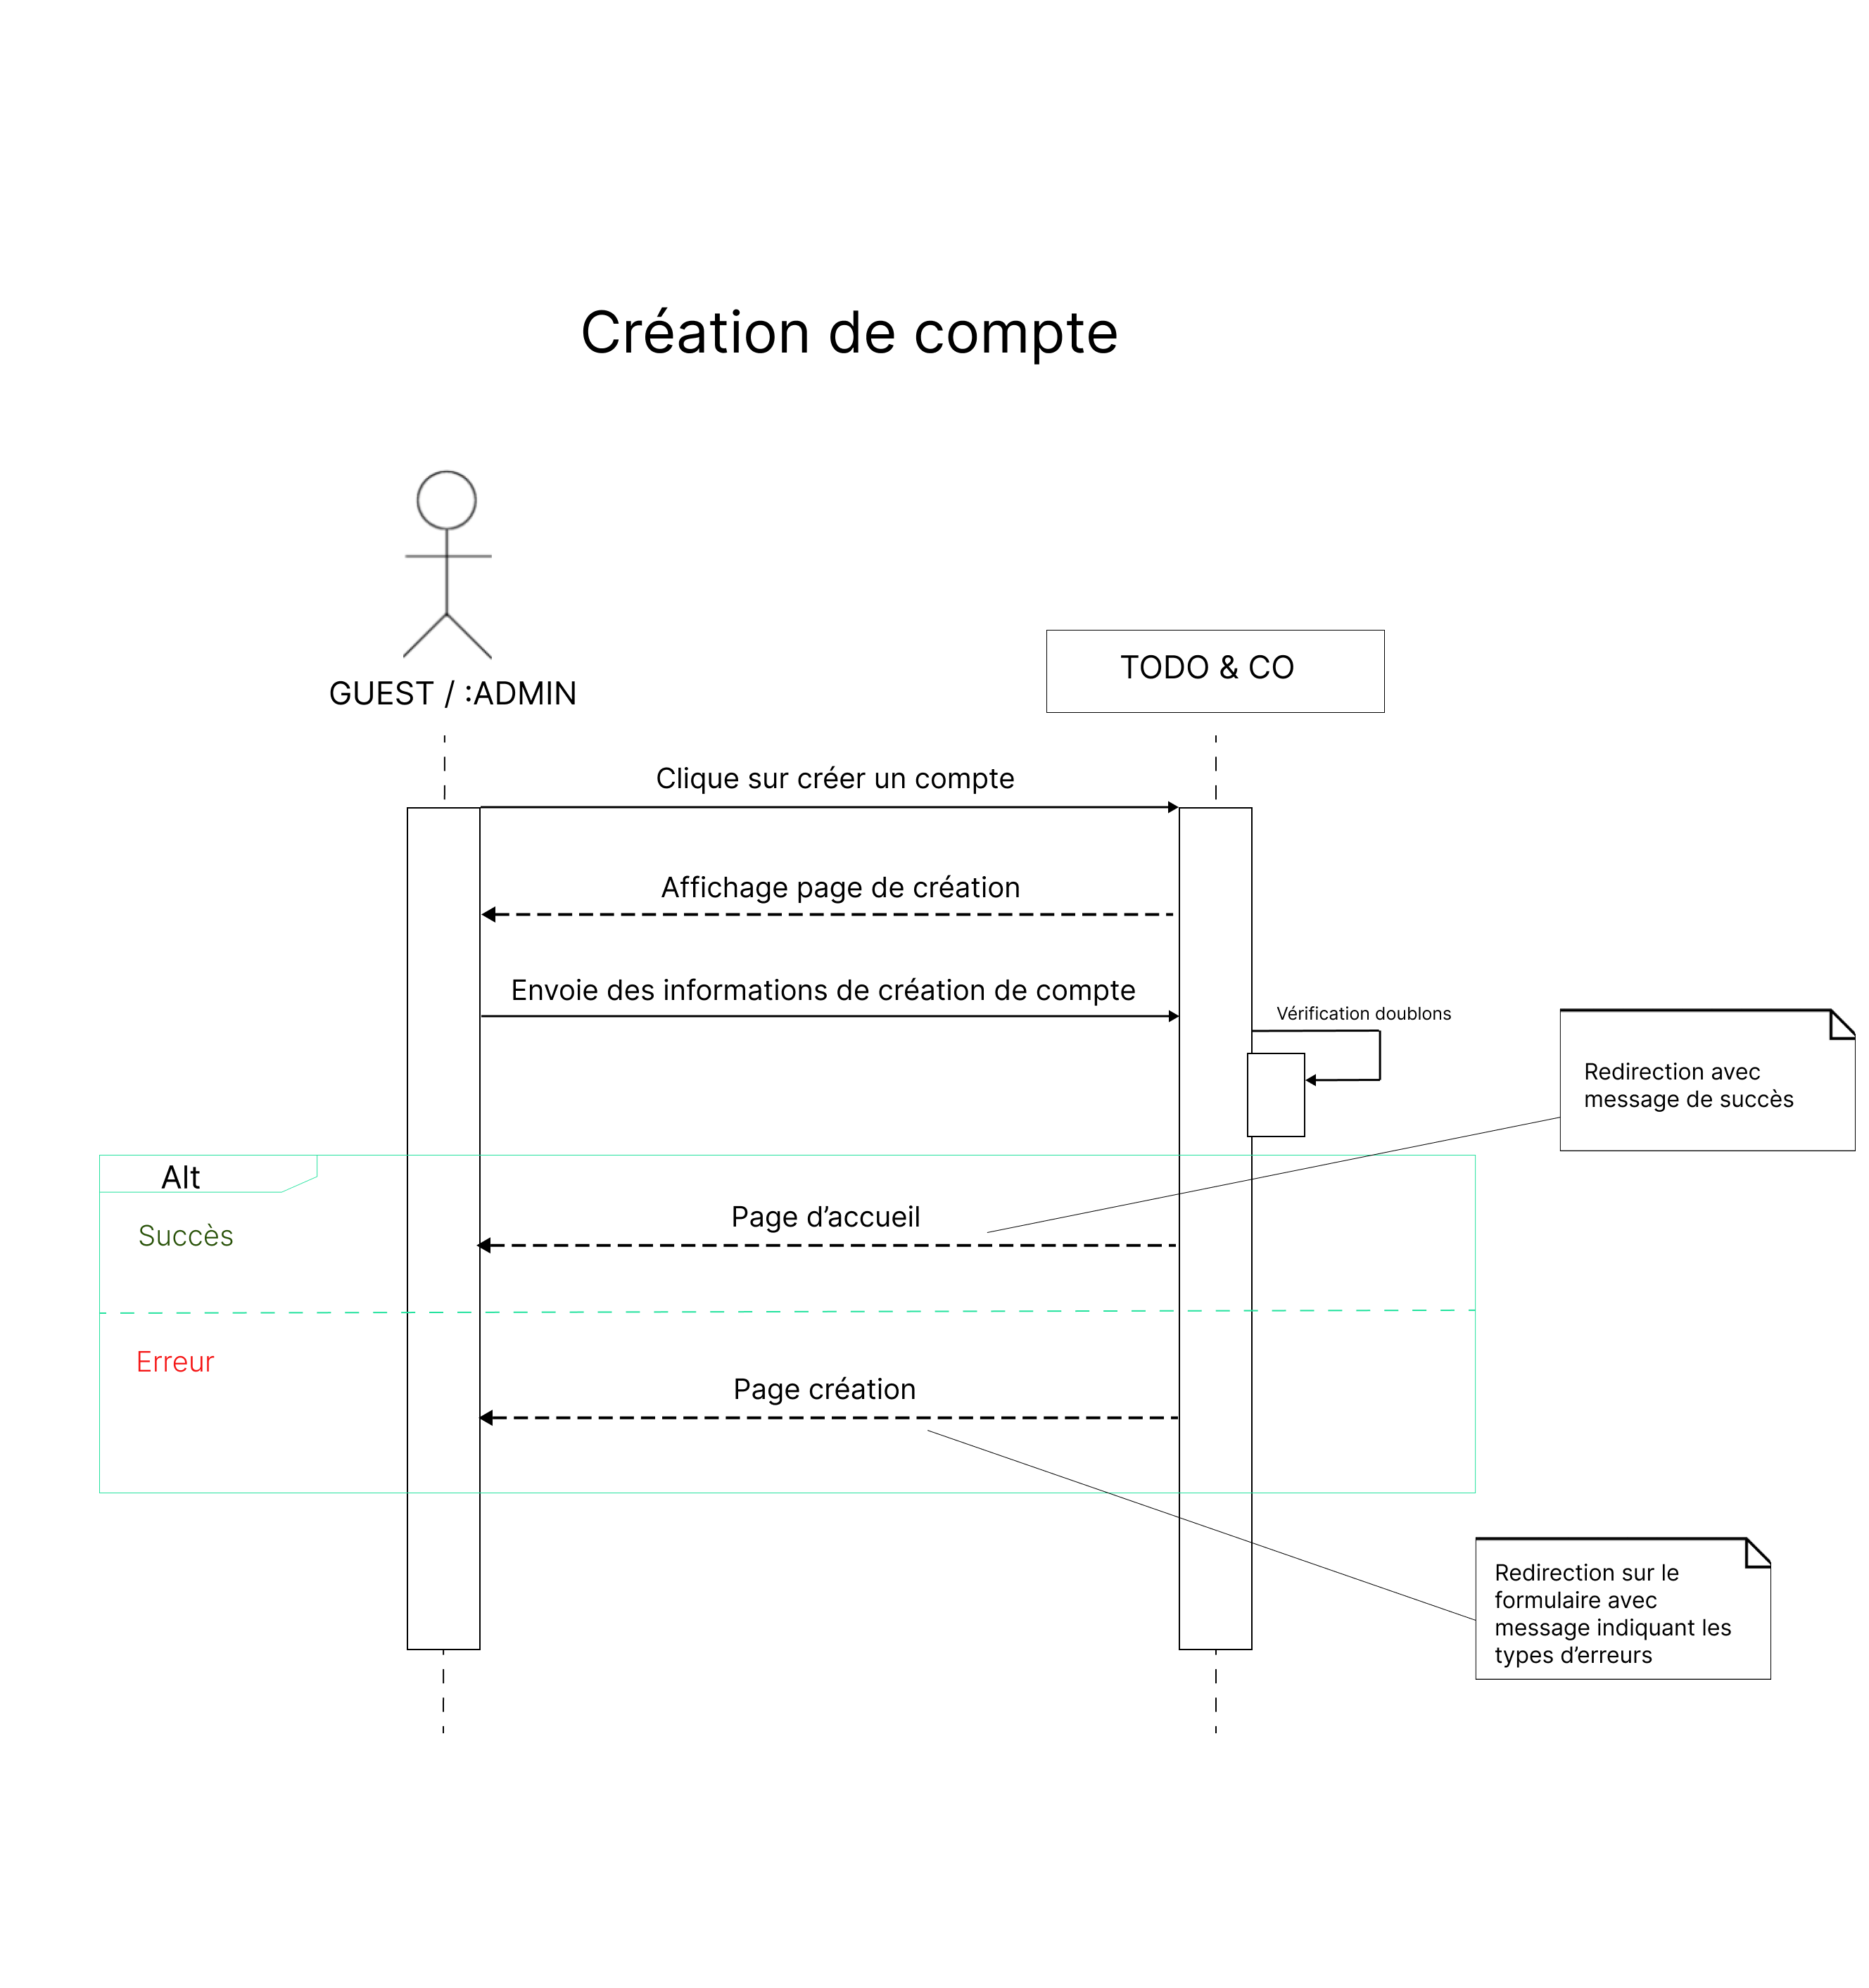 Création de compte
GUEST / :ADMIN
TODO & CO
Clique sur créer un compte
Affichage page de création
Envoie des informations de création de compte
Vérification doublons
Redirection avec
message de succès
Alt
Succès
Page d’accueil
Erreur
Page création
Redirection sur le
formulaire avec
message indiquant les
types d’erreurs